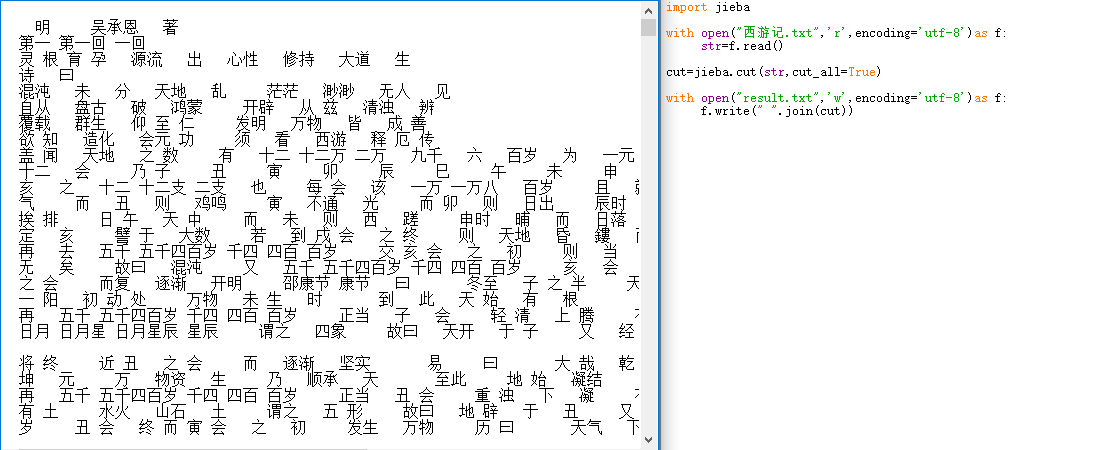 明 吴承恩 著
第一 第一回 一回
灵 根 育 孕 源流 出 心性 修持 大道 生
诗 曰
混沌 未 分 天地 乱 茫茫 渺渺 无人 见
自从 盘古 破 鸿蒙 开辟 从 兹 清浊 辨
覆载 群生 仰 至 仁 发明 万物 皆 成 善
欲 知 造化 会元 功 须 看 西游 释 厄 传
盖 闻 天地 之 数 有 十二 十二万 二万 九千 六 百岁 为 一元
十二 会 乃 子 丑 寅 卯 辰 巳 午 未 申
亥 之 十二 十二支 二支 也 每 会 该 一万 一万八 百岁 且
气 而 丑 则 鸡鸣 寅 不通 光 而 卯 则 日出 辰时
挨 排 日 午 天 中 而 未 则 西 蹉 申时 晡 而 日落
定 亥 譬 于 大数 若 到 戌 会 之 终 则 天地 昏 鏤
再 去 五千 五千四百岁 千四 四百 百岁 交 亥 会 之 初 则 当
无 矣 故曰 混沌 又 五千 五千四百岁 千四 四百 百岁 亥 会
之 会 而复 逐渐 开明 邵康节 康节 曰 冬至 子 之 半 天
一 阳 初 动 处 万物 未 生 时 到 此 天 始 有 根
再 五千 五千四百岁 千四 四百 百岁 正当 子 会 轻 清 上 腾
日月 日月星 日月星辰 星辰 谓之 四象 故曰 天开 于 子 又 经
将 终 近 丑 之 会 而 逐渐 坚实 易 曰 大 哉 乾
坤 元 万 物资 生 乃 顺承 天 至此 地 始 凝结
再 五千 五千四百岁 千四 四百 百岁 正当 丑 会 重 浊 下 凝
有 土 水火 山石 土 谓之 五 形 故曰 地 辟 于 丑 又
岁 丑 会 终 而 寅 会 之 初 发生 万物 历 曰 天气 下
import jieba
with open("西游记.txt",'r',encoding='utf-8')as f:
str=f.read()
cut=jieba.cut(str,cut_all=True)
with open("result.txt",'w',encoding='utf-8')as f:
f.write(" ".join(cut))